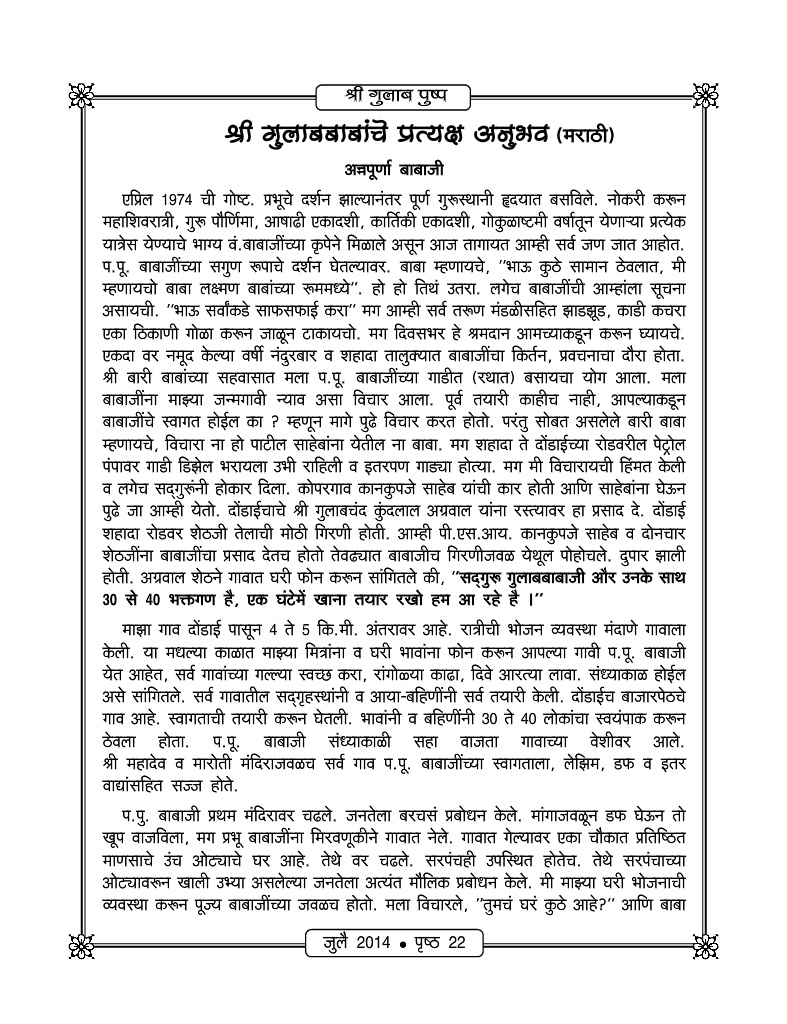 श्री गुलाब पुष्प
श्री गुलाबबाबांचे प्रत्यक्ष अनुभव (मराठी)
अन्नपूर्णा बाबाजी
एप्रिल 1974 ची गोष्ट. प्रभूचे दर्शन झाल्यानंतर पूर्ण गुरूस्थानी हृदयात बसविले. नोकरी करून
महाशिवरात्री, गुरू पौर्णिमा, आषाढी एकादशी, कार्तिकी एकादशी, गोकुळाष्टमी वर्षातून येणाऱ्या प्रत्येक
यात्रेस येण्याचे भाग्य वं.बाबाजींच्या कृपेने मिळाले असून आज तागायत आम्ही सर्व जण जात आहोत.
प.पू. बाबाजींच्या सगुण रूपाचे दर्शन घेतल्यावर. बाबा म्हणायचे, ”भाऊ कुठे सामान ठेवलात, मी
म्हणायचो बाबा लक्ष्मण बाबांच्या रूममध्ये”. हो हो तिथं उतरा. लगेच बाबाजींची आम्हांला सूचना
असायची. ”भाऊ सर्वांकडे साफसफाई करा” मग आम्ही सर्व तरूण मंडळीसहित झाडझूड, काडी कचरा
एका ठिकाणी गोळा करून जाळून टाकायचो. मग दिवसभर हे श्रमदान आमच्याकडून करून घ्यायचे.
एकदा वर नमूद केल्या वर्षी नंदुरबार व शहादा तालुक्यात बाबाजींचा किर्तन, प्रवचनाचा दौरा होता.
श्री बारी बाबांच्या सहवासात मला प.पू. बाबाजींच्या गाडीत (रथात) बसायचा योग आला. मला
बाबाजींना माझ्या जन्मगावी न्याव असा विचार आला. पूर्व तयारी काहीच नाही, आपल्याकडून
बाबाजींचे स्वागत होईल का ? म्हणून मागे पुढे विचार करत होतो. परंतु सोबत असलेले बारी बाबा
म्हणायचे, विचारा ना हो पाटील साहेबांना येतील ना बाबा. मग शहादा ते दोंडाईच्या रोडवरील पेट्रोल
पंपावर गाडी डिझेल भरायला उभी राहिली व इतरपण गाड्या होत्या. मग मी विचारायची हिंमत केली
व लगेच सद्‌गुरूंनी होकार दिला. कोपरगाव कानकुपजे साहेब यांची कार होती आणि साहेबांना घेऊन
पुढे जा आम्ही येतो. दोंडाईचाचे श्री गुलाबचंद कुंदलाल अग्रवाल यांना रस्त्यावर हा प्रसाद दे. दोंडाई
शहादा रोडवर शेठजी तेलाची मोठी गिरणी होती. आम्ही पी.एस.आय. कानकुपजे साहेब व दोनचार
शेठजींना बाबाजींचा प्रसाद देतच होतो तेवढ्यात बाबाजीच गिरणीजवळ येथूल पोहोचले. दुपार झाली
होती. अग्रवाल शेठने गावात घरी फोन करून सांगितले की, ”सद्‌गुरू गुलाबबाबाजी और उनके साथ
30 से 40 भक्तगण है, एक घंटेमें खाना तयार रखो हम आ रहे है ।”
माझा गाव दोंडाई पासून 4 ते 5 कि.मी. अंतरावर आहे. रात्रीची भोजन व्यवस्था मंदाणे गावाला
केली. या मधल्या काळात माझ्या मित्रांना व घरी भावांना फोन करून आपल्या गावी प.पू. बाबाजी
येत आहेत, सर्व गावांच्या गल्ल्या स्वच्छ करा, रांगोळ्या काढा, दिवे आरत्या लावा. संध्याकाळ होईल
असे सांगितले. सर्व गावातील सद्‌गृहस्थांनी व आया-बहिणींनी सर्व तयारी केली. दोंडाईच बाजारपेठचे
गाव आहे. स्वागताची तयारी करून घेतली. भावांनी व बहिणींनी 30 ते 40 लोकांचा स्वयंपाक करून
ठेवला होता. प.पू. बाबाजी संध्याकाळी सहा वाजता गावाच्या वेशीवर आले.
श्री महादेव व मारोती मंदिराजवळच सर्व गाव प.पू. बाबाजींच्या स्वागताला, लेझिम, डफ व इतर
वाद्यांसहित सज्ज होते.
प.पु. बाबाजी प्रथम मंदिरावर चढले. जनतेला बरचसं प्रबोधन केले. मांगाजवळून डफ घेऊन तो
खूप वाजविला, मग प्रभू बाबाजींना मिरवणूकीने गावात नेले. गावात गेल्यावर एका चौकात प्रतिष्ठित
माणसाचे उंच ओट्याचे घर आहे. तेथे वर चढले. सरपंचही उपस्थित होतेच. तेथे सरपंचाच्या
ओट्यावरून खाली उभ्या असलेल्या जनतेला अत्यंत मौलिक प्रबोधन केले. मी माझ्या घरी भोजनाची
व्यवस्था करून पूज्य बाबाजींच्या जवळच होतो. मला विचारले, ”तुमचं घरं कुठे आहे?” आणि बाबा
जुलै 2014 ● पृष्ठ 22